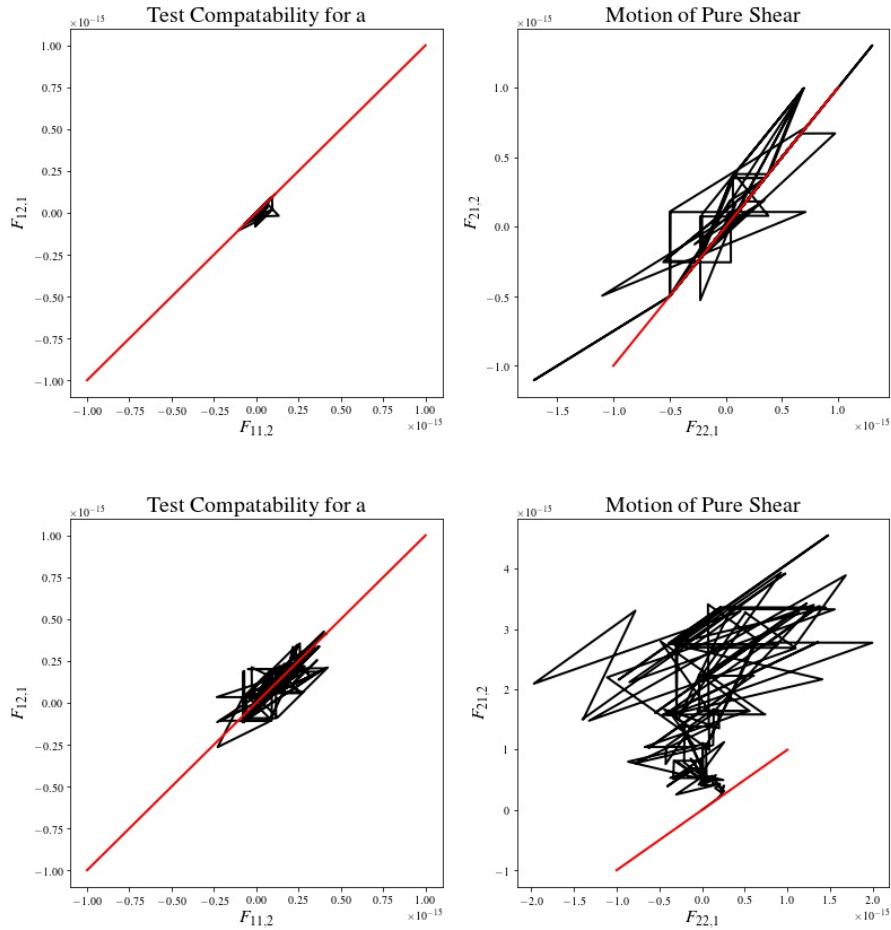 Test Compatability for a
×10⁻¹⁵
1.00
0.75
0.50
0.25
0.00
−0.25
−0.50
−0.75
−1.00
F₁₂,₁
−1.00 −0.75 −0.50 −0.25 0.00 0.25 0.50 0.75 1.00
×10⁻¹⁵
F₁₁,₂
Motion of Pure Shear
×10⁻¹⁵
1.0
0.5
0.0
−0.5
−1.0
F₂₁,₂
−1.5 −1.0 −0.5 0.0 0.5 1.0
×10⁻¹⁵
F₂₂,₁
Test Compatability for a
×10⁻¹⁵
1.00
0.75
0.50
0.25
0.00
−0.25
−0.50
−0.75
−1.00
F₁₂,₁
−1.00 −0.75 −0.50 −0.25 0.00 0.25 0.50 0.75 1.00
×10⁻¹⁵
F₁₁,₂
Motion of Pure Shear
×10⁻¹⁵
4
3
2
1
0
−1
F₂₁,₂
−2.0 −1.5 −1.0 −0.5 0.0 0.5 1.0 1.5 2.0
×10⁻¹⁵
F₂₂,₁